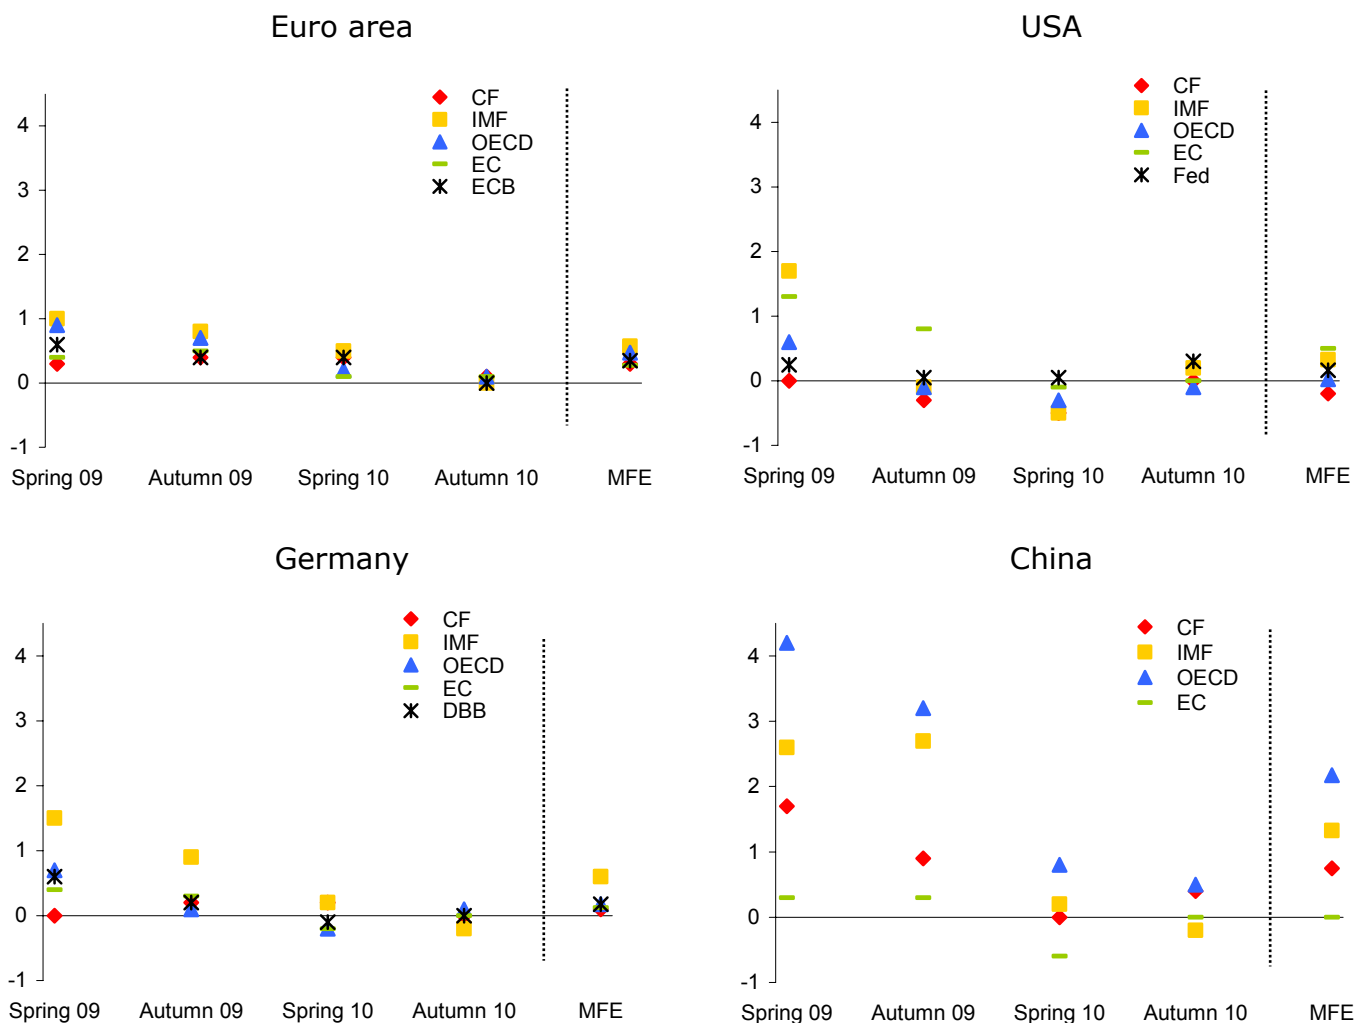 Euro area
CF
IMF
OECD
EC
ECB
4
3
2
1
0
-1
Spring 09 Autumn 09 Spring 10 Autumn 10 MFE
USA
CF
IMF
OECD
EC
Fed
4
3
2
1
0
-1
Spring 09 Autumn 09 Spring 10 Autumn 10 MFE
Germany
CF
IMF
OECD
EC
DBB
4
3
2
1
0
-1
Spring 09 Autumn 09 Spring 10 Autumn 10 MFE
China
CF
IMF
OECD
EC
4
3
2
1
0
-1
Spring 09 Autumn 09 Spring 10 Autumn 10 MFE